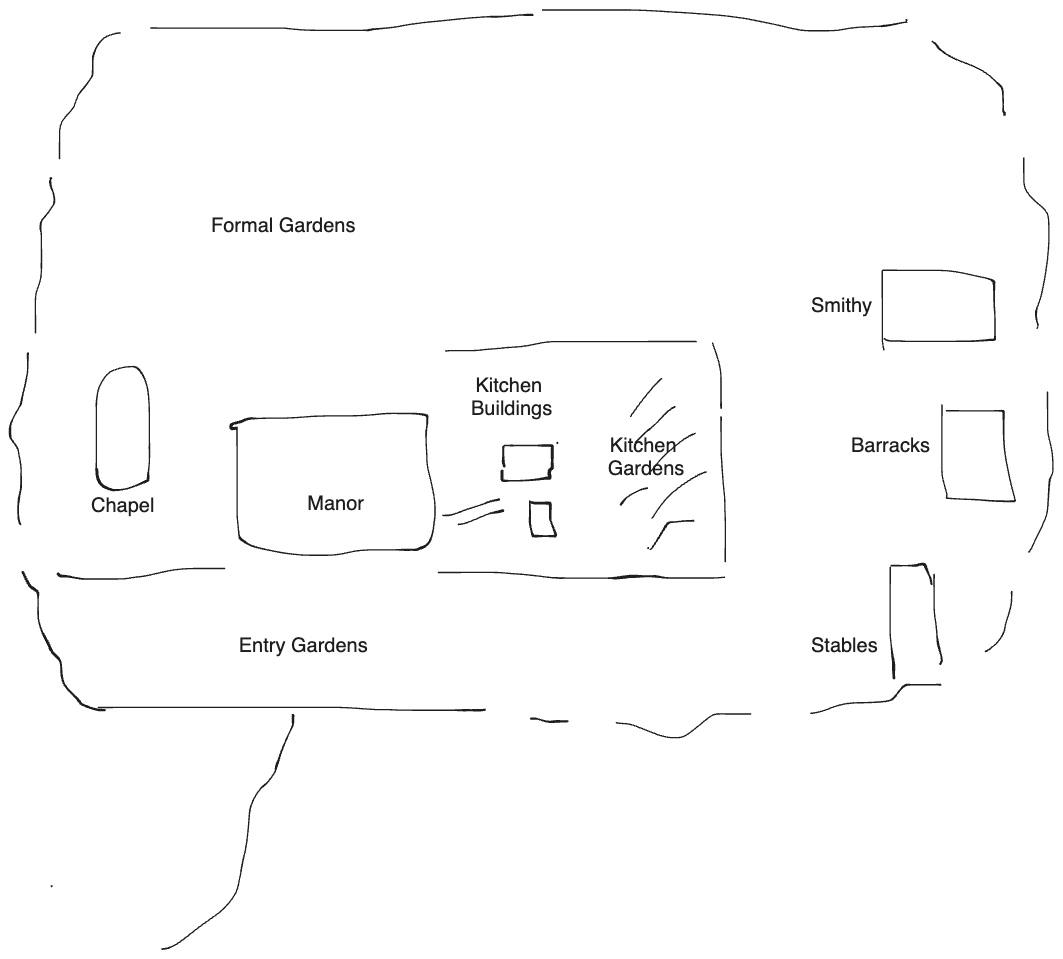 Formal Gardens
Smithy
Kitchen
Buildings
Kitchen
Gardens
Barracks
Chapel
Manor
Entry Gardens
Stables